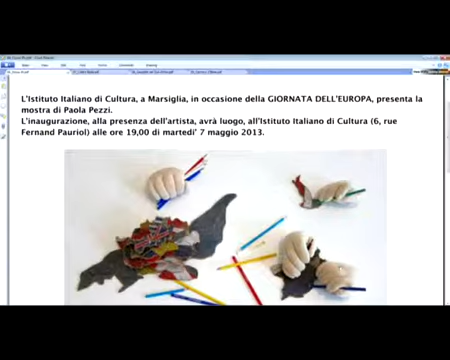 L'Istituto Italiano di Cultura, a Marsiglia, in occasione della GIORNATA DELL'EUROPA, presenta la
mostra di Paola Pezzi.
L'inaugurazione, alla presenza dell'artista, avrà luogo, all'Istituto Italiano di Cultura (6, rue
Fernand Pauriol) alle ore 19,00 di martedi' 7 maggio 2013.